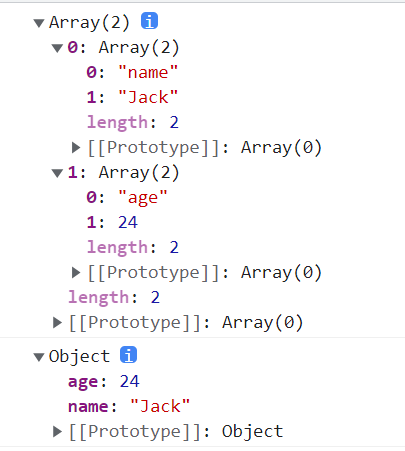 Array(2) i
0: Array(2)
0: "name"
1: "Jack"
length: 2
[[Prototype]]: Array(0)
1: Array(2)
0: "age"
1: 24
length: 2
[[Prototype]]: Array(0)
length: 2
[[Prototype]]: Array(0)
Object i
age: 24
name: "Jack"
[[Prototype]]: Object